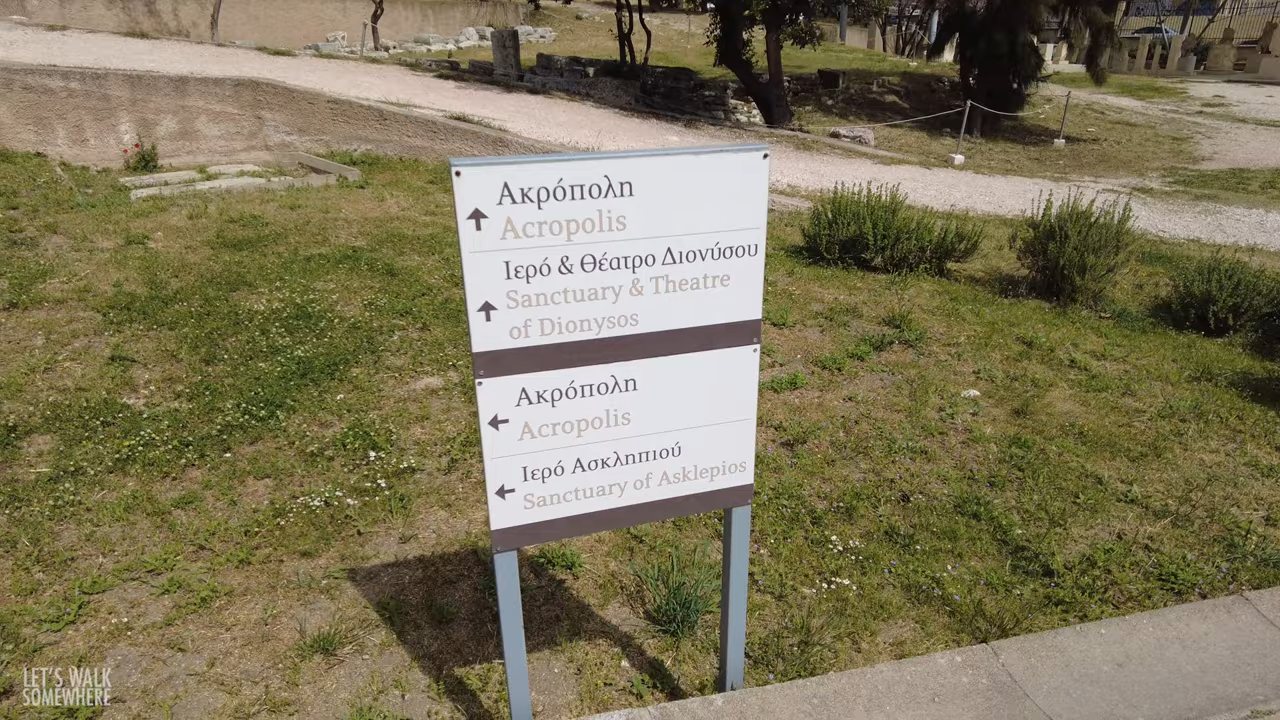 Ακρόπολη
Acropolis
Ιερό & Θέατρο Διονύσου
Sanctuary & Theatre
of Dionysos
Ακρόπολη
Acropolis
Ιερό Ασκληπιού
Sanctuary of Asklepios
LET'S WALK
SOMEWHERE